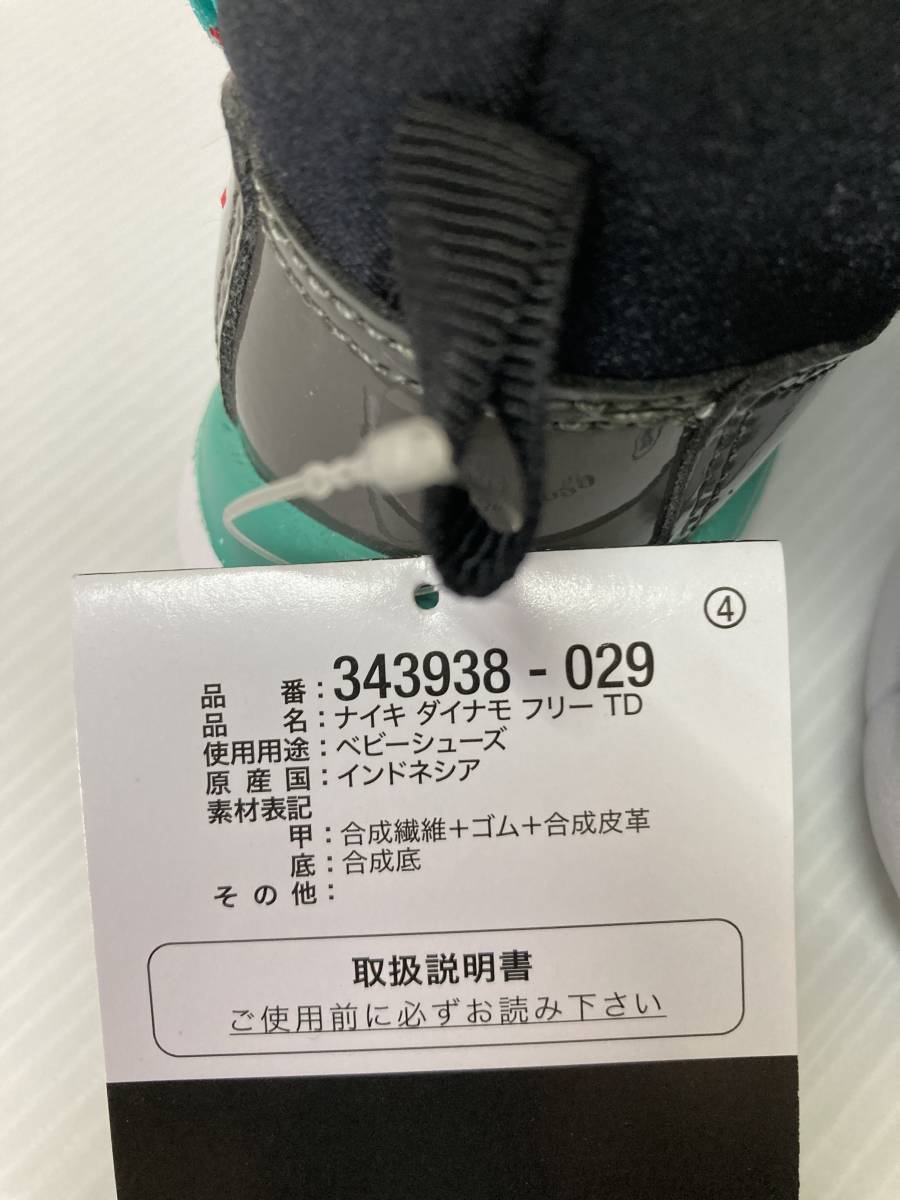 ④
品番：343938 - 029
品名：ナイキ ダイナモ フリー TD
使用用途：ベビーシューズ
原産国：インドネシア
素材表記
甲：合成繊維＋ゴム＋合成皮革
底：合成底
その他：
取扱説明書
ご使用前に必ずお読み下さい